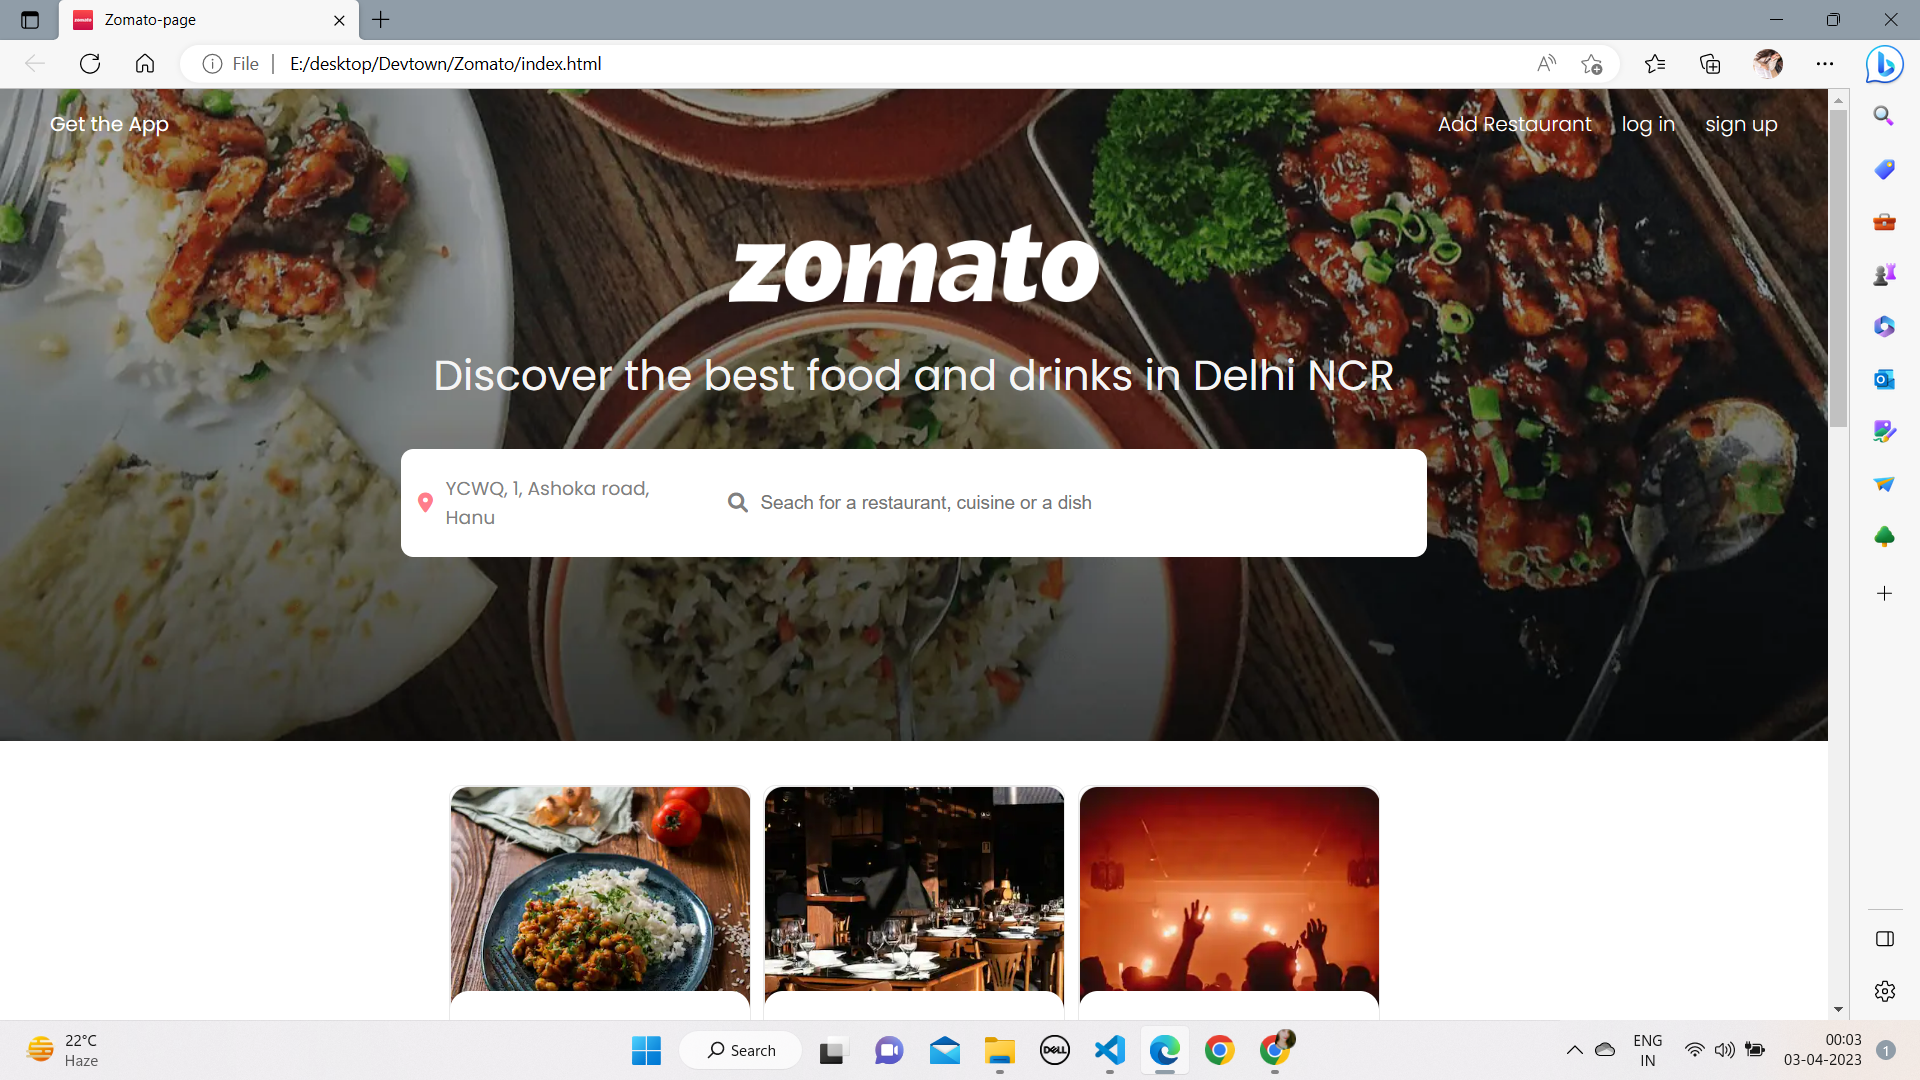 Zomato-page
File
E:/desktop/Devtown/Zomato/index.html
Get the App
Add Restaurant log in sign up
zomato
Discover the best food and drinks in Delhi NCR
YCWQ, 1, Ashoka road,
Hanu
Seach for a restaurant, cuisine or a dish
22°C
Haze
Search
DELL
ENG
IN
00:03
03-04-2023
1